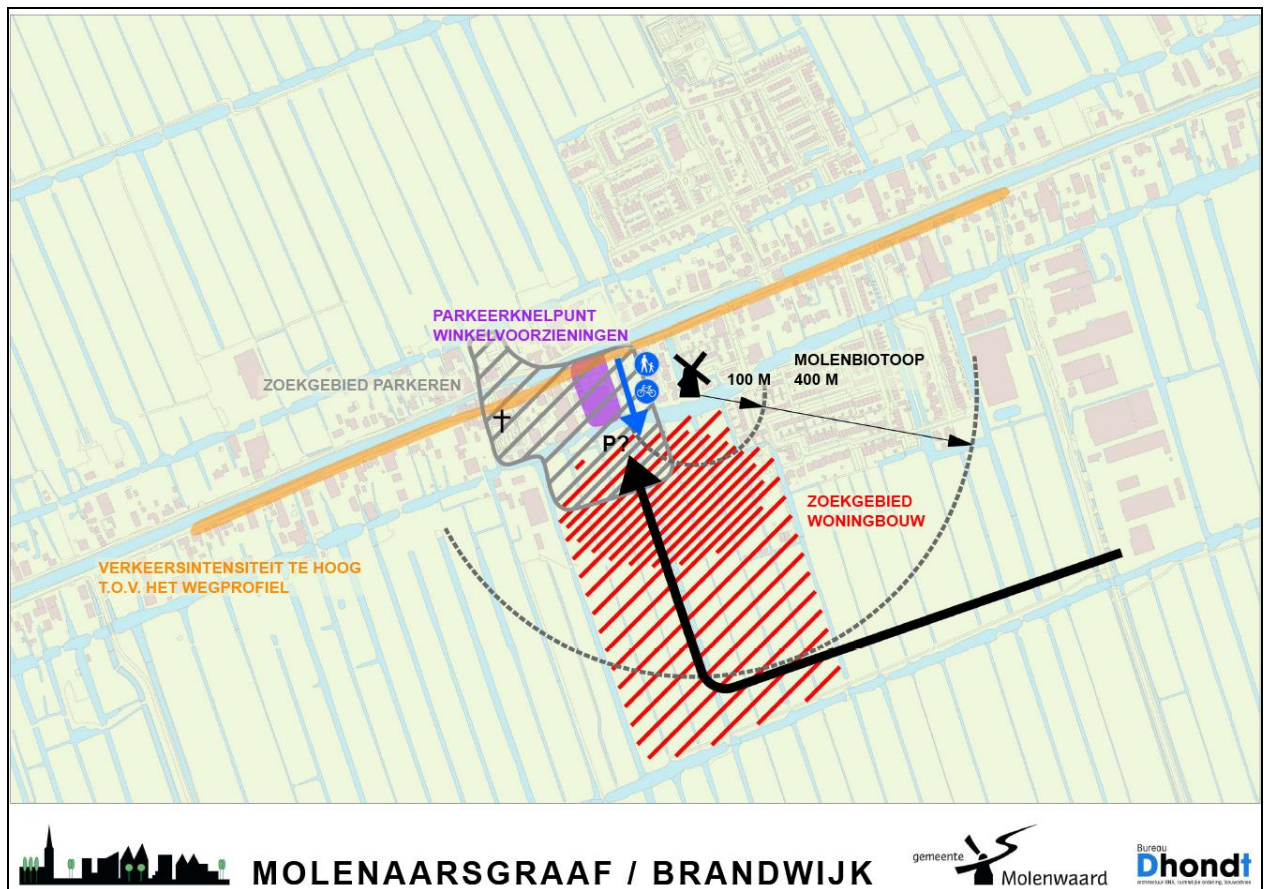 PARKEERKNELPUNT
WINKELVOORZIENINGEN
ZOEKGEBIED PARKEREN
MOLENBIOTOOP
100 M
400 M
P?
ZOEKGEBIED
WONINGBOUW
VERKEERSINTENSITEIT TE HOOG
T.O.V. HET WEGPROFIEL
MOLENAARSGRAAF / BRANDWIJK
gemeente
Molenwaard
Bureau
Dhondt